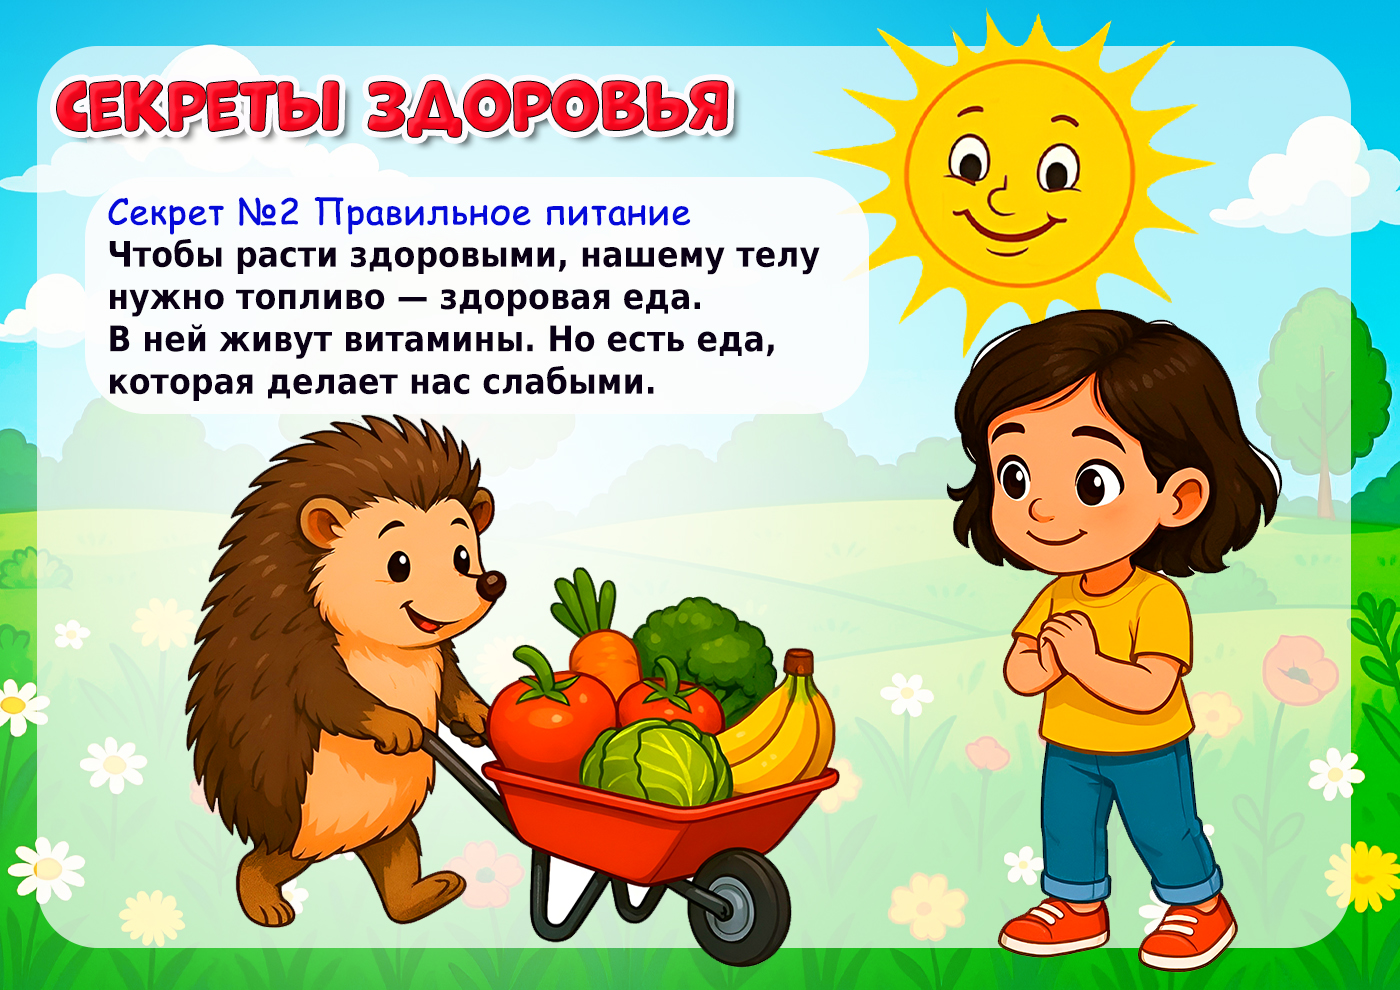 СЕКРЕТЫ ЗДОРОВЬЯ
Секрет №2 Правильное питание
Чтобы расти здоровыми, нашему телу
нужно топливо — здоровая еда.
В ней живут витамины. Но есть еда,
которая делает нас слабыми.